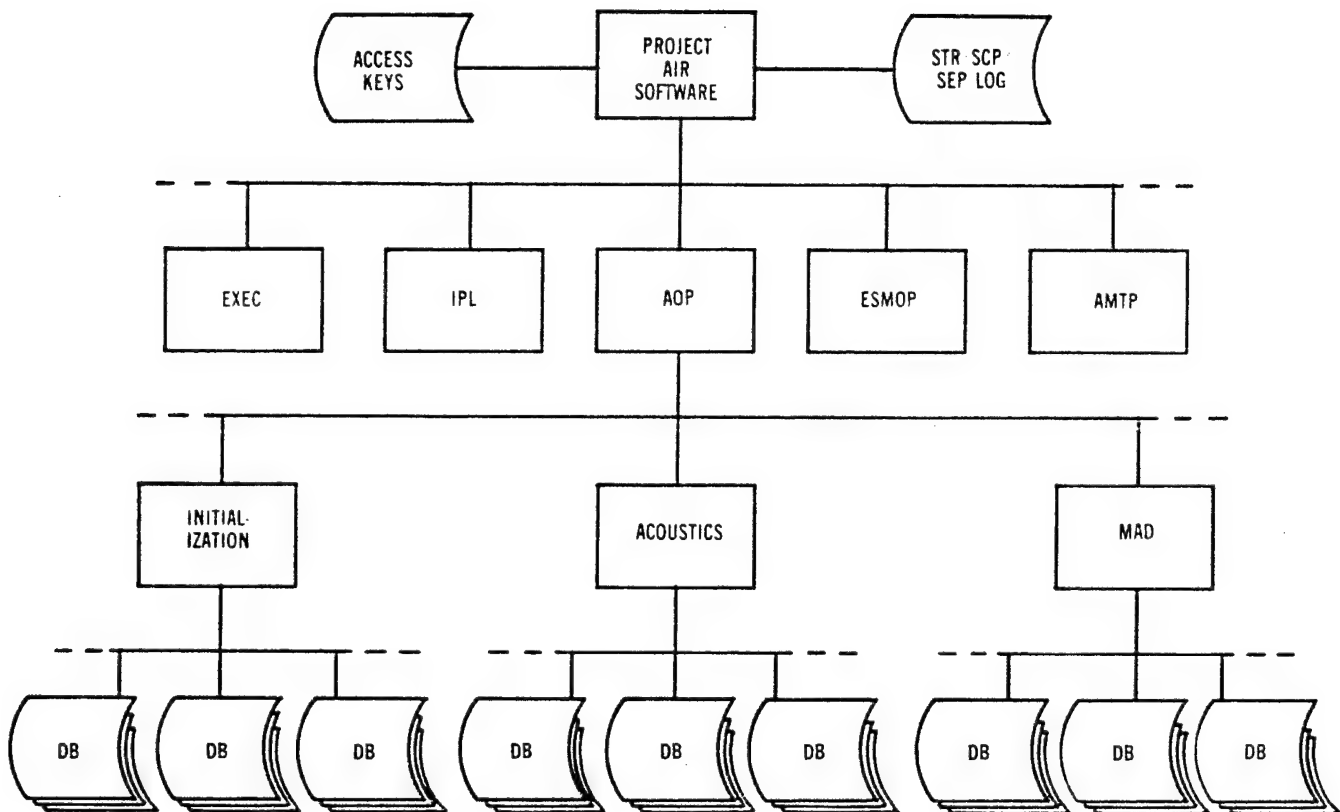 ACCESS
KEYS
PROJECT
AIR
SOFTWARE
STR SCP
SEP LOG
EXEC
IPL
AOP
ESMOP
AMTP
INITIAL-
IZATION
ACOUSTICS
MAD
DB
DB
DB
DB
DB
DB
DB
DB
DB